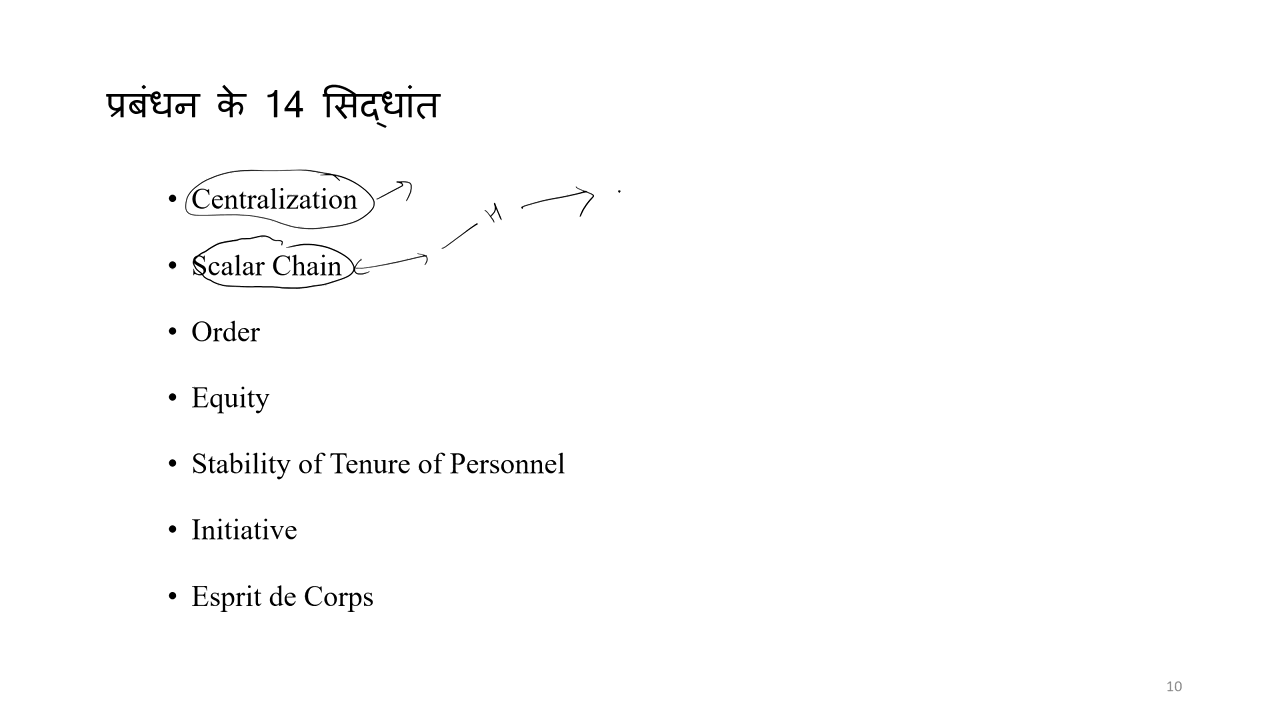 प्रबंधन के 14 सिद्धांत
• Centralization
• Scalar Chain
H
• Order
• Equity
• Stability of Tenure of Personnel
• Initiative
• Esprit de Corps
10